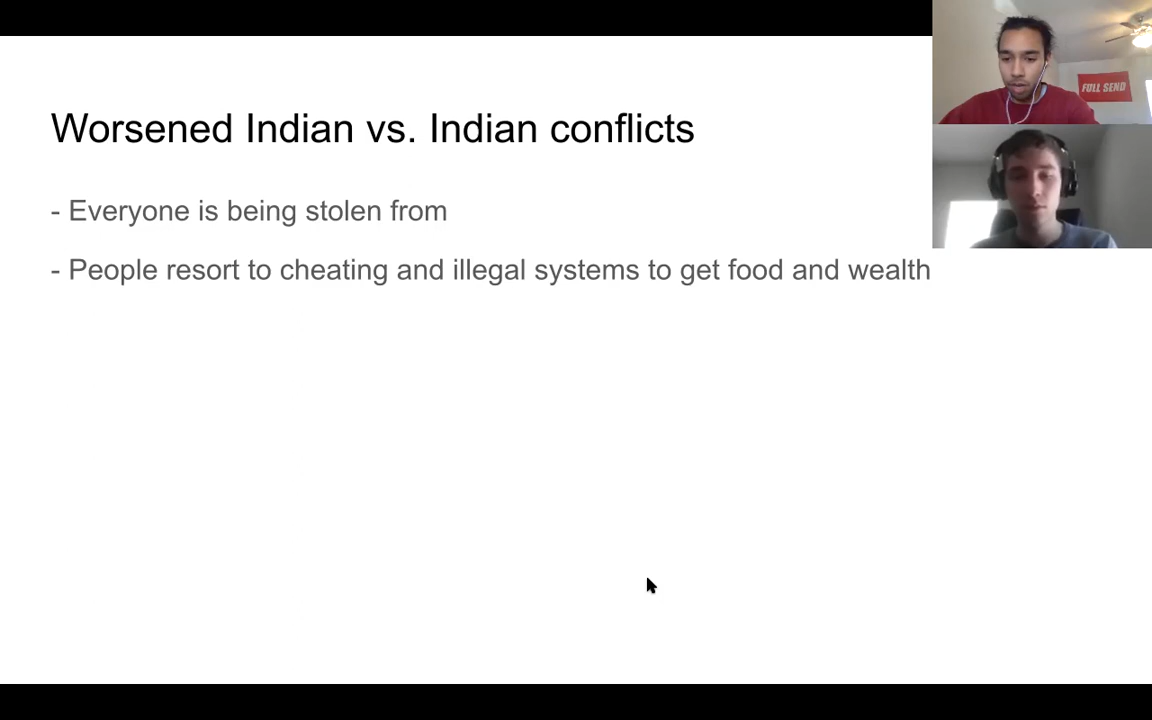 Worsened Indian vs. Indian conflicts
- Everyone is being stolen from
- People resort to cheating and illegal systems to get food and wealth
FULL SEND